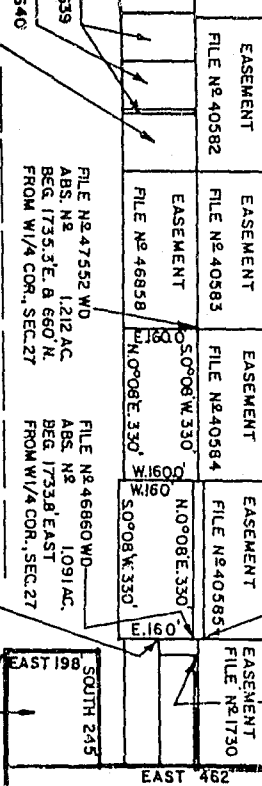 EASEMENT
FILE Nº 40582
EASEMENT
FILE Nº 40583
EASEMENT
FILE Nº 40584
EASEMENT
FILE Nº 40585
EASEMENT
FILE Nº 1730
EASEMENT
FILE Nº 46858
E.160.0'
S.0°08'W. 330'
N.0°08'E. 330'
W.160.0'
W.160'
N.0°08'E. 330'
S.0°08'W. 330'
E.160'
639
640
FILE Nº 47552 WD
ABS. Nº 1.212 AC.
BEG. 1735.3' E. & 660' N.
FROM W1/4 COR., SEC. 27
FILE Nº 46860 WD
ABS. Nº 1.091 AC.
BEG. 1733.8' EAST
FROM W1/4 COR., SEC. 27
EAST 198'
SOUTH 245
EAST 462'